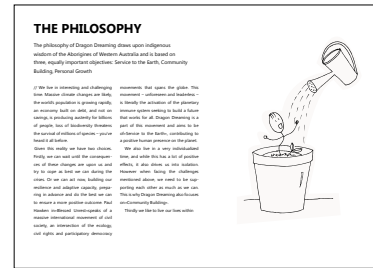 THE PHILOSOPHY
The philosophy of Dragon Dreaming draws upon indigenous
wisdom of the Aborigines of Western Australia and is based on
three, equally important objectives: Service to the Earth, Community
Building, Personal Growth
// We live in interesting and challenging
time. Massive climate changes are likely,
the world's population is growing rapidly,
an economy built on debt, and not on
savings, is producing austerity for billions
of people, loss of biodiversity threatens
the survival of millions of species – you've
heard it all before.
Given this reality we have two choices.
Firstly, we can wait until the consequen-
ces of these changes are upon us and
try to cope as best we can during the
crises. Or we can act now, building our
resilience and adaptive capacity, prepa-
ring in advance and do the best we can
to ensure a more positive outcome. Paul
Hawken in›Blessed Unrest‹speaks of a
massive international movement of civil
society, an intersection of the ecology,
civil rights and participatory democracy
movements that spans the globe. This
movement – unforeseen and leaderless –
is literally the activation of the planetary
immune system seeking to build a future
that works for all. Dragon Dreaming is a
part of this movement and aims to be
of›Service to the Earth‹, contributing to
a positive human presence on the planet.
We also live in a very individualized
time, and while this has a lot of positive
effects, it also drives us into isolation.
However when facing the challenges
mentioned above, we need to be sup-
porting each other as much as we can.
This is why Dragon Dreaming also focuses
on›Community Building‹.
Thirdly we like to live our lives within